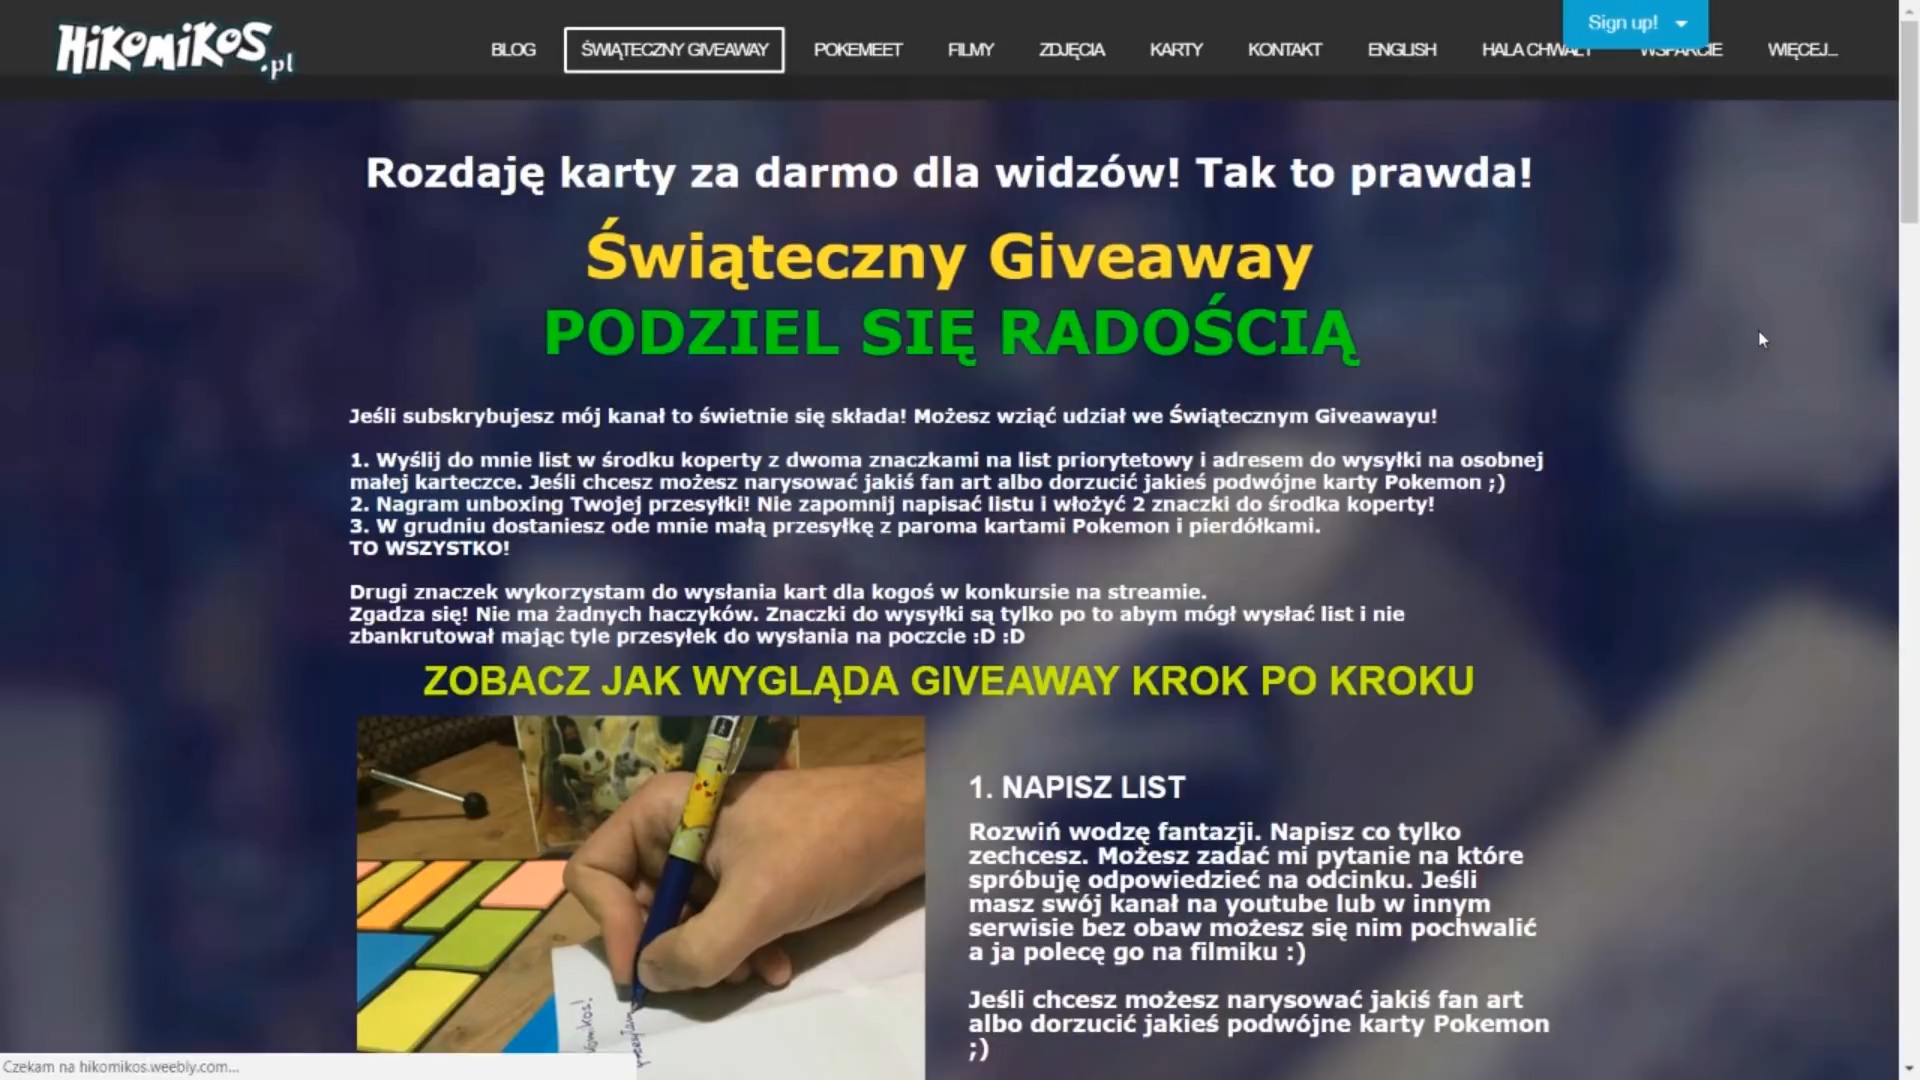 HiKoMiKoS.pl
BLOG ŚWIĄTECZNY GIVEAWAY POKEMEET FILMY ZDJĘCIA KARTY KONTAKT ENGLISH HALA CHWAŁY WSPARCIE WIĘCEJ...
Sign up!
Rozdaję karty za darmo dla widzów! Tak to prawda!
Świąteczny Giveaway
PODZIEL SIĘ RADOŚCIĄ
Jeśli subskrybujesz mój kanał to świetnie się składa! Możesz wziąć udział we Świątecznym Giveawayu!
1. Wyślij do mnie list w środku koperty z dwoma znaczkami na list priorytetowy i adresem do wysyłki na osobnej
małej karteczce. Jeśli chcesz możesz narysować jakiś fan art albo dorzucić jakieś podwójne karty Pokemon ;)
2. Nagram unboxing Twojej przesyłki! Nie zapomnij napisać listu i włożyć 2 znaczki do środka koperty!
3. W grudniu dostaniesz ode mnie małą przesyłkę z paroma kartami Pokemon i pierdółkami.
TO WSZYSTKO!
Drugi znaczek wykorzystam do wysłania kart dla kogoś w konkursie na streamie.
Zgadza się! Nie ma żadnych haczyków. Znaczki do wysyłki są tylko po to abym mógł wysłać list i nie
zbankrutował mając tyle przesyłek do wysłania na poczcie :D :D
ZOBACZ JAK WYGLĄDA GIVEAWAY KROK PO KROKU
1. NAPISZ LIST
Rozwiń wodzę fantazji. Napisz co tylko
zechcesz. Możesz zadać mi pytanie na które
spróbuję odpowiedzieć na odcinku. Jeśli
masz swój kanał na youtube lub w innym
serwisie bez obaw możesz się nim pochwalić
a ja polecę go na filmiku :)
Jeśli chcesz możesz narysować jakiś fan art
albo dorzucić jakieś podwójne karty Pokemon
;)
Czekam na hikomikos.weebly.com...